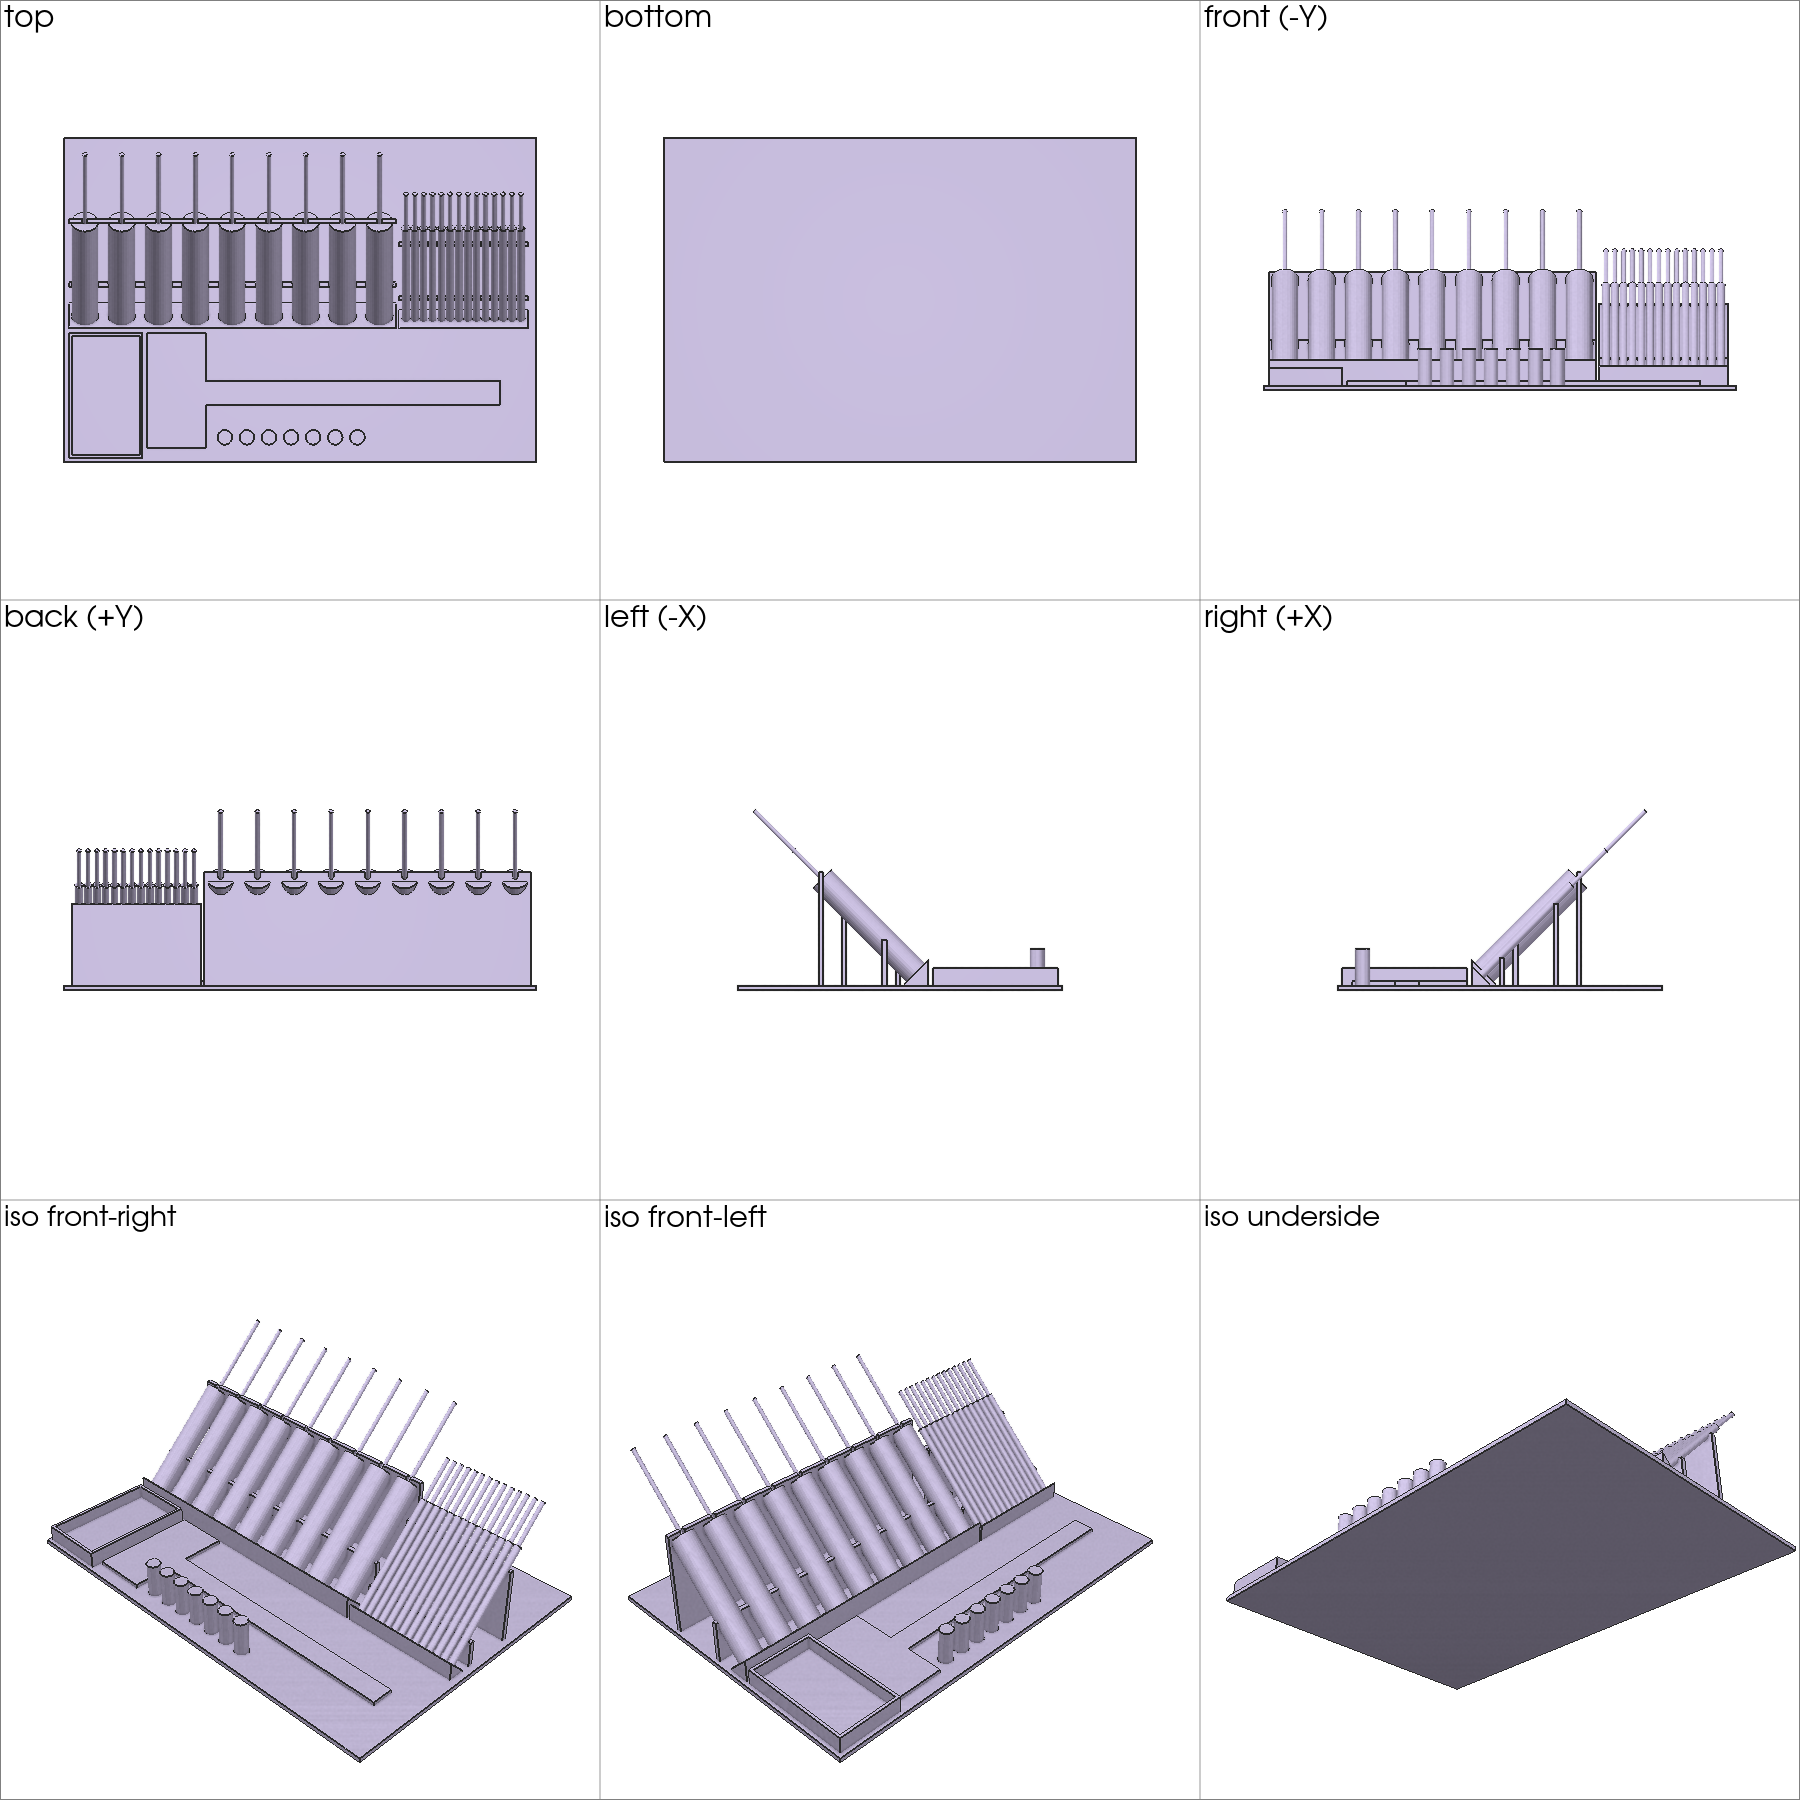 top
bottom
front (-Y)
back (+Y)
left (-X)
right (+X)
iso front-right
iso front-left
iso underside